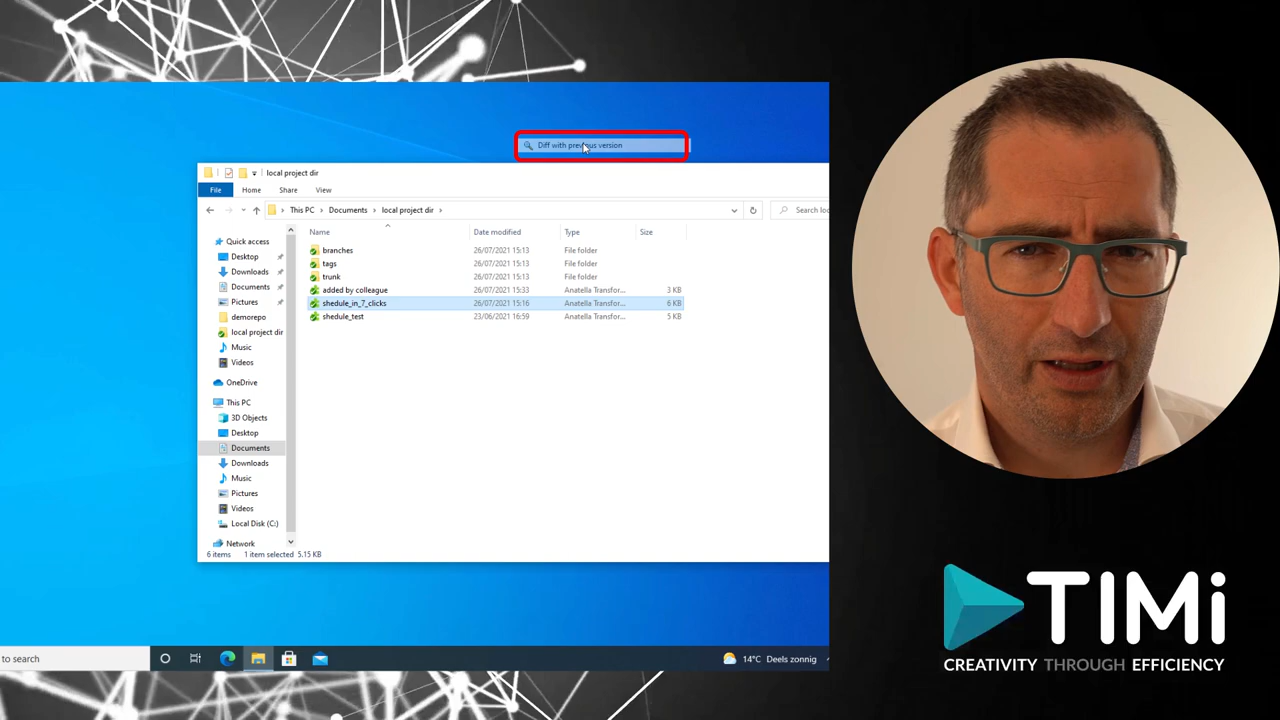 Diff with previous version
local project dir
File Home Share View
This PC Documents local project dir
Name Date modified Type Size
Quick access
Desktop
Downloads
Documents
Pictures
demorepo
local project dir
Music
Videos
OneDrive
This PC
3D Objects
Desktop
Documents
Downloads
Music
Pictures
Videos
Local Disk (C:)
Network
branches 26/07/2021 15:13 File folder
tags 26/07/2021 15:13 File folder
trunk 26/07/2021 15:13 File folder
added by colleague 26/07/2021 15:33 Anatella Transfor... 3 KB
shedule_in_7_clicks 26/07/2021 15:16 Anatella Transfor... 6 KB
shedule_test 23/06/2021 16:59 Anatella Transfor... 5 KB
6 items 1 item selected 5.15 KB
to search
14°C Deels zonnig
TIMi
CREATIVITY THROUGH EFFICIENCY